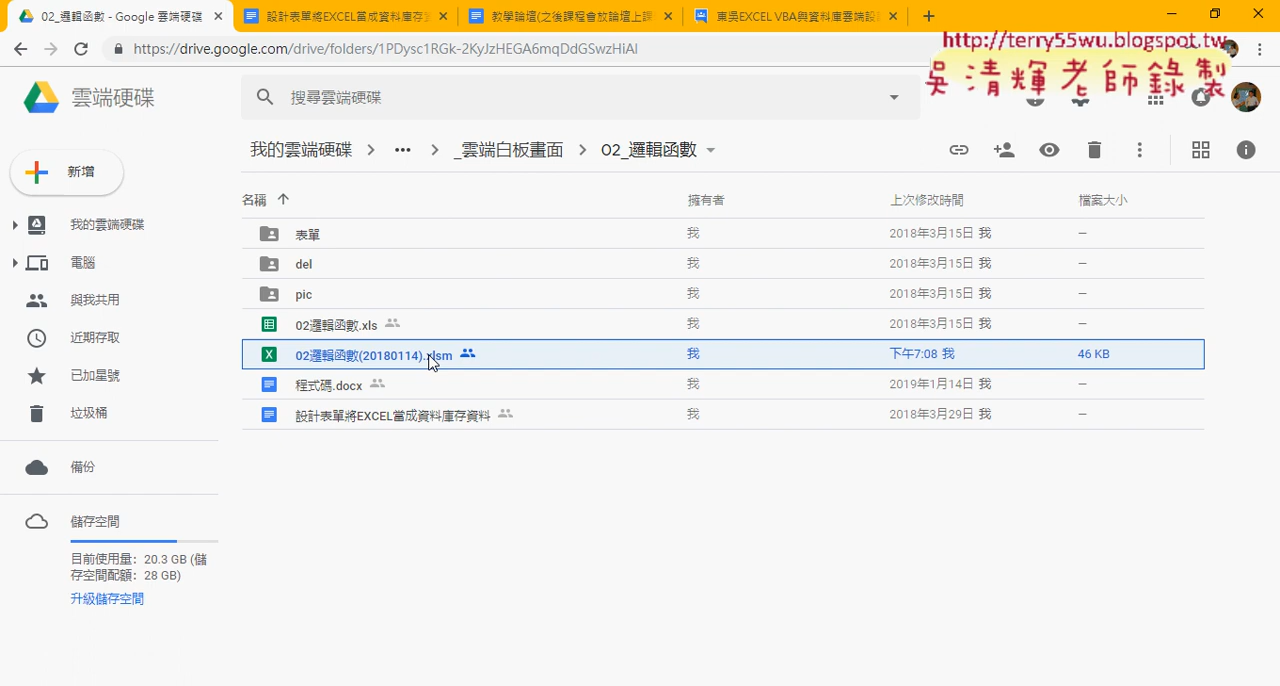 02_邏輯函數 - Google 雲端硬碟
設計表單將EXCEL當成資料庫存資
教學論壇(之後課程會放論壇上課
東吳EXCEL VBA與資料庫雲端設
https://drive.google.com/drive/folders/1PDysc1RGk-2KyJzHEGA6mqDdGSwzHiAl
http://terry55wu.blogspot.tw
吳清輝老師錄製
雲端硬碟
搜尋雲端硬碟
新增
我的雲端硬碟 > ... > _雲端白板畫面 > 02_邏輯函數
名稱 擁有者 上次修改時間 檔案大小
表單 我 2018年3月15日 我 –
del 我 2018年3月15日 我 –
pic 我 2018年3月15日 我 –
02邏輯函數.xls 我 2018年3月15日 我 –
02邏輯函數(20180114).xlsm 我 下午7:08 我 46 KB
程式碼.docx 我 2019年1月14日 我 –
設計表單將EXCEL當成資料庫存資料 我 2018年3月29日 我 –
我的雲端硬碟
電腦
與我共用
近期存取
已加星號
垃圾桶
備份
儲存空間
目前使用量：20.3 GB (儲
存空間配額：28 GB)
升級儲存空間